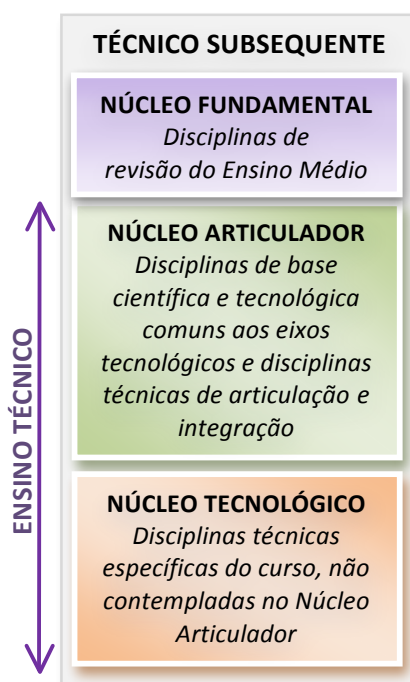 TÉCNICO SUBSEQUENTE
NÚCLEO FUNDAMENTAL
Disciplinas de
revisão do Ensino Médio
NÚCLEO ARTICULADOR
Disciplinas de base
científica e tecnológica
comuns aos eixos
tecnológicos e disciplinas
técnicas de articulação e
integração
NÚCLEO TECNOLÓGICO
Disciplinas técnicas
específicas do curso, não
contempladas no Núcleo
Articulador
ENSINO TÉCNICO